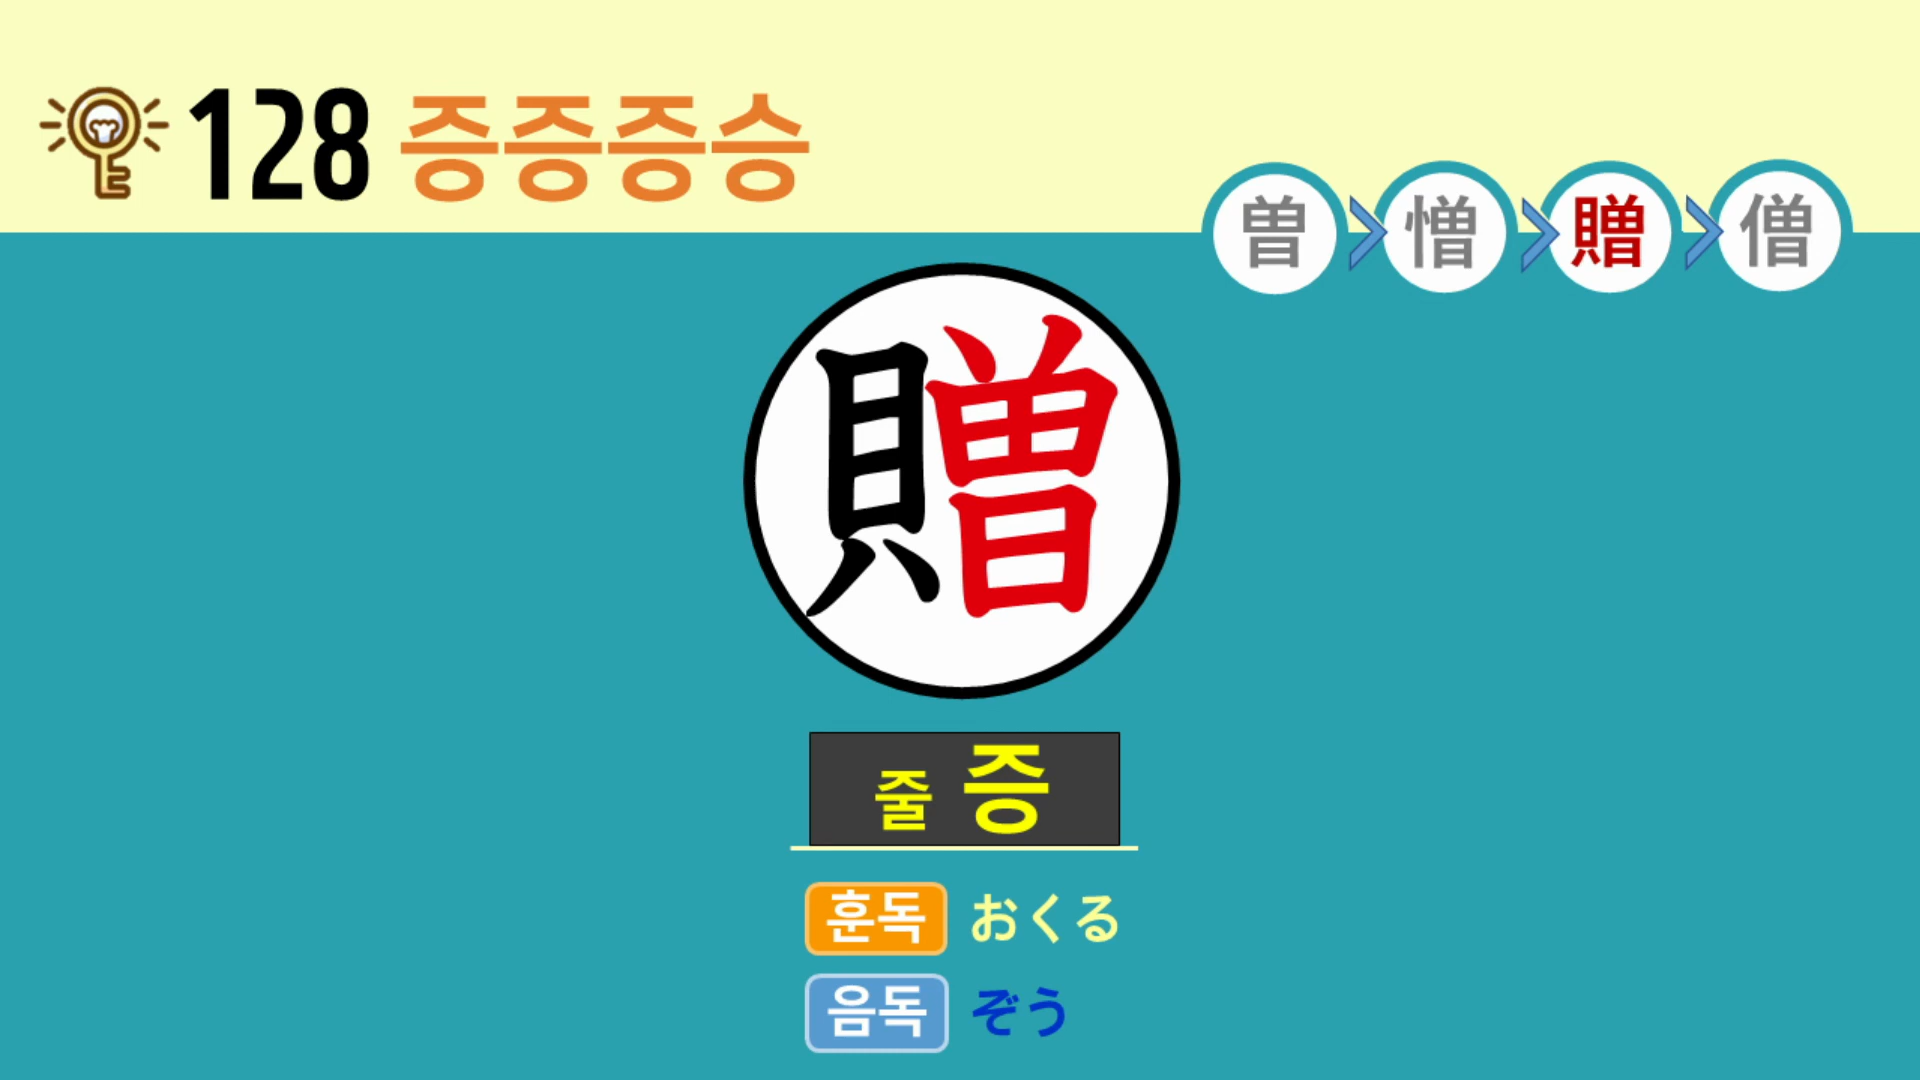 128 증증증승
曽 憎 贈 僧
贈
줄 증
훈독 おくる
음독 ぞう